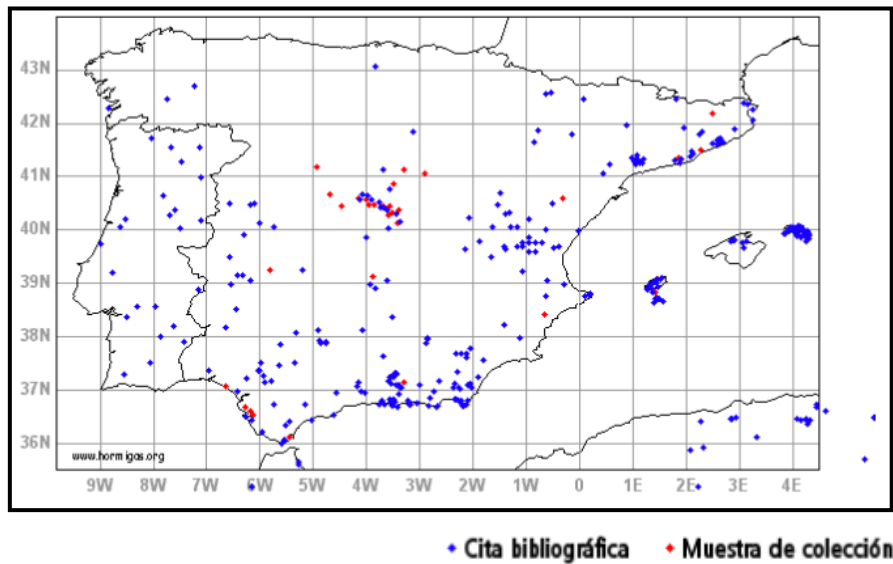 43N
42N
41N
40N
39N
38N
37N
36N
www.hormigas.org
9W 8W 7W 6W 5W 4W 3W 2W 1W 0 1E 2E 3E 4E
Cita bibliográfica Muestra de colección